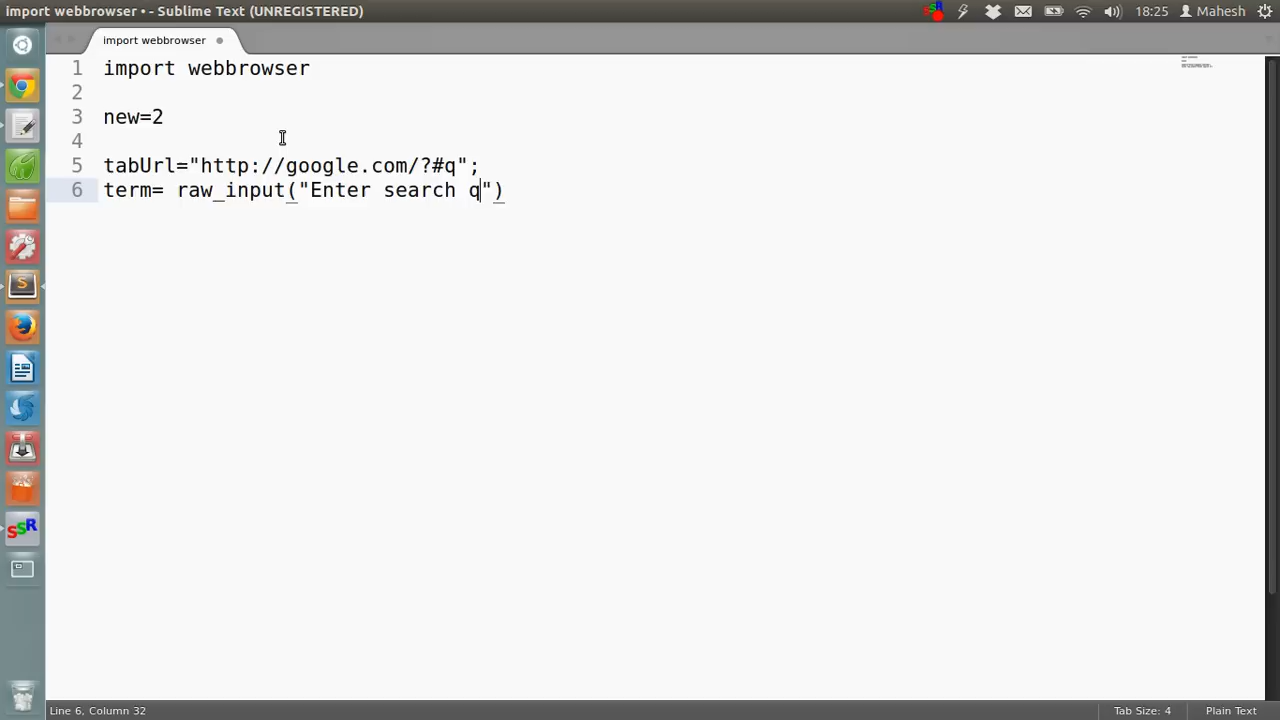 import webbrowser • - Sublime Text (UNREGISTERED)
18:25 Mahesh
import webbrowser
1 import webbrowser
2
3 new=2
4
5 tabUrl="http://google.com/?#q";
6 term= raw_input("Enter search q")
S
SSR
Line 6, Column 32
Tab Size: 4
Plain Text